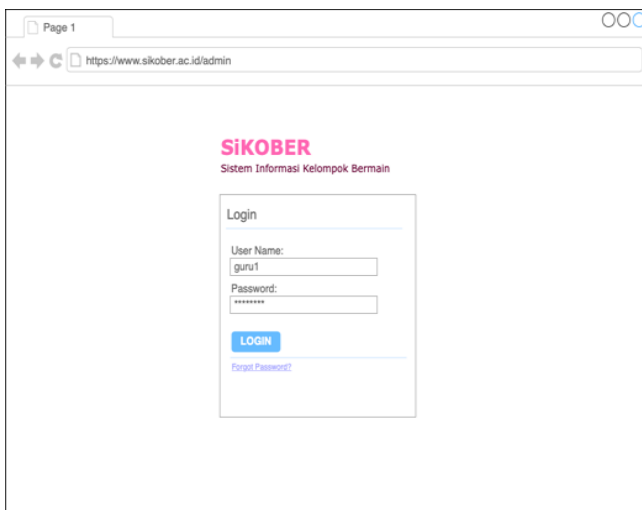 Page 1
https://www.sikober.ac.id/admin
SiKOBER
Sistem Informasi Kelompok Bermain
Login
User Name:
guru1
Password:
********
LOGIN
Forgot Password?